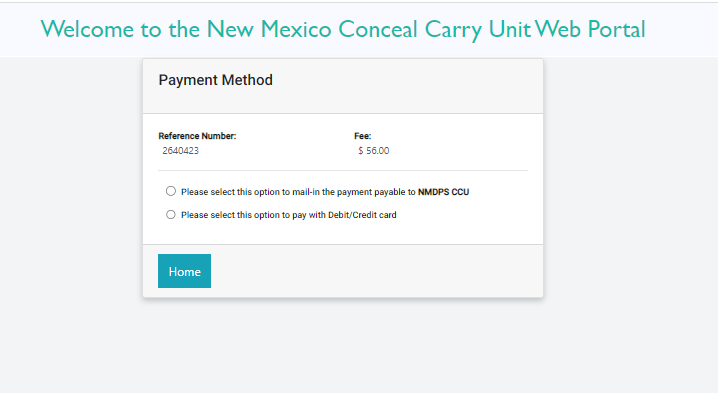 Welcome to the New Mexico Conceal Carry Unit Web Portal
Payment Method
Reference Number: Fee:
2640423 $ 56.00
Please select this option to mail-in the payment payable to NMDPS CCU
Please select this option to pay with Debit/Credit card
Home